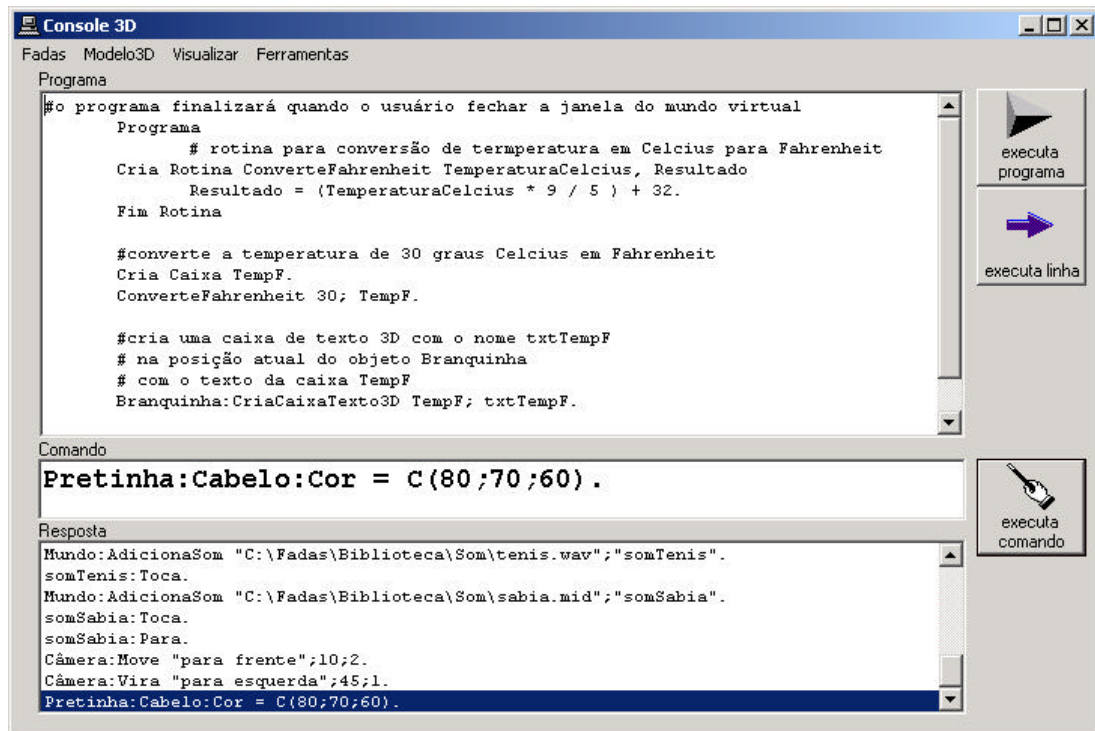 Console 3D
Fadas Modelo3D Visualizar Ferramentas
Programa
#o programa finalizará quando o usuário fechar a janela do mundo virtual
Programa
# rotina para conversão de termperatura em Celcius para Fahrenheit
Cria Rotina ConverteFahrenheit TemperaturaCelcius, Resultado
Resultado = (TemperaturaCelcius * 9 / 5 ) + 32.
Fim Rotina
#converte a temperatura de 30 graus Celcius em Fahrenheit
Cria Caixa TempF.
ConverteFahrenheit 30; TempF.
#cria uma caixa de texto 3D com o nome txtTempF
# na posição atual do objeto Branquinha
# com o texto da caixa TempF
Branquinha:CriaCaixaTexto3D TempF; txtTempF.
executa
programa
executa linha
Comando
Pretinha:Cabelo:Cor = C(80;70;60).
executa
comando
Resposta
Mundo:AdicionaSom "C:\Fadas\Biblioteca\Som\tenis.wav";"somTenis".
somTenis:Toca.
Mundo:AdicionaSom "C:\Fadas\Biblioteca\Som\sabia.mid";"somSabia".
somSabia:Toca.
somSabia:Para.
Câmera:Move "para frente";10;2.
Câmera:Vira "para esquerda";45;1.
Pretinha:Cabelo:Cor = C(80;70;60).